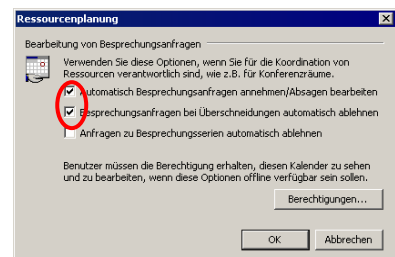 Ressourcenplanung
Bearbeitung von Besprechungsanfragen
Verwenden Sie diese Optionen, wenn Sie für die Koordination von
Ressourcen verantwortlich sind, wie z.B. für Konferenzräume.
Automatisch Besprechungsanfragen annehmen/Absagen bearbeiten
Besprechungsanfragen bei Überschneidungen automatisch ablehnen
Anfragen zu Besprechungsserien automatisch ablehnen
Benutzer müssen die Berechtigung erhalten, diesen Kalender zu sehen
und zu bearbeiten, wenn diese Optionen offline verfügbar sein sollen.
Berechtigungen...
OK Abbrechen